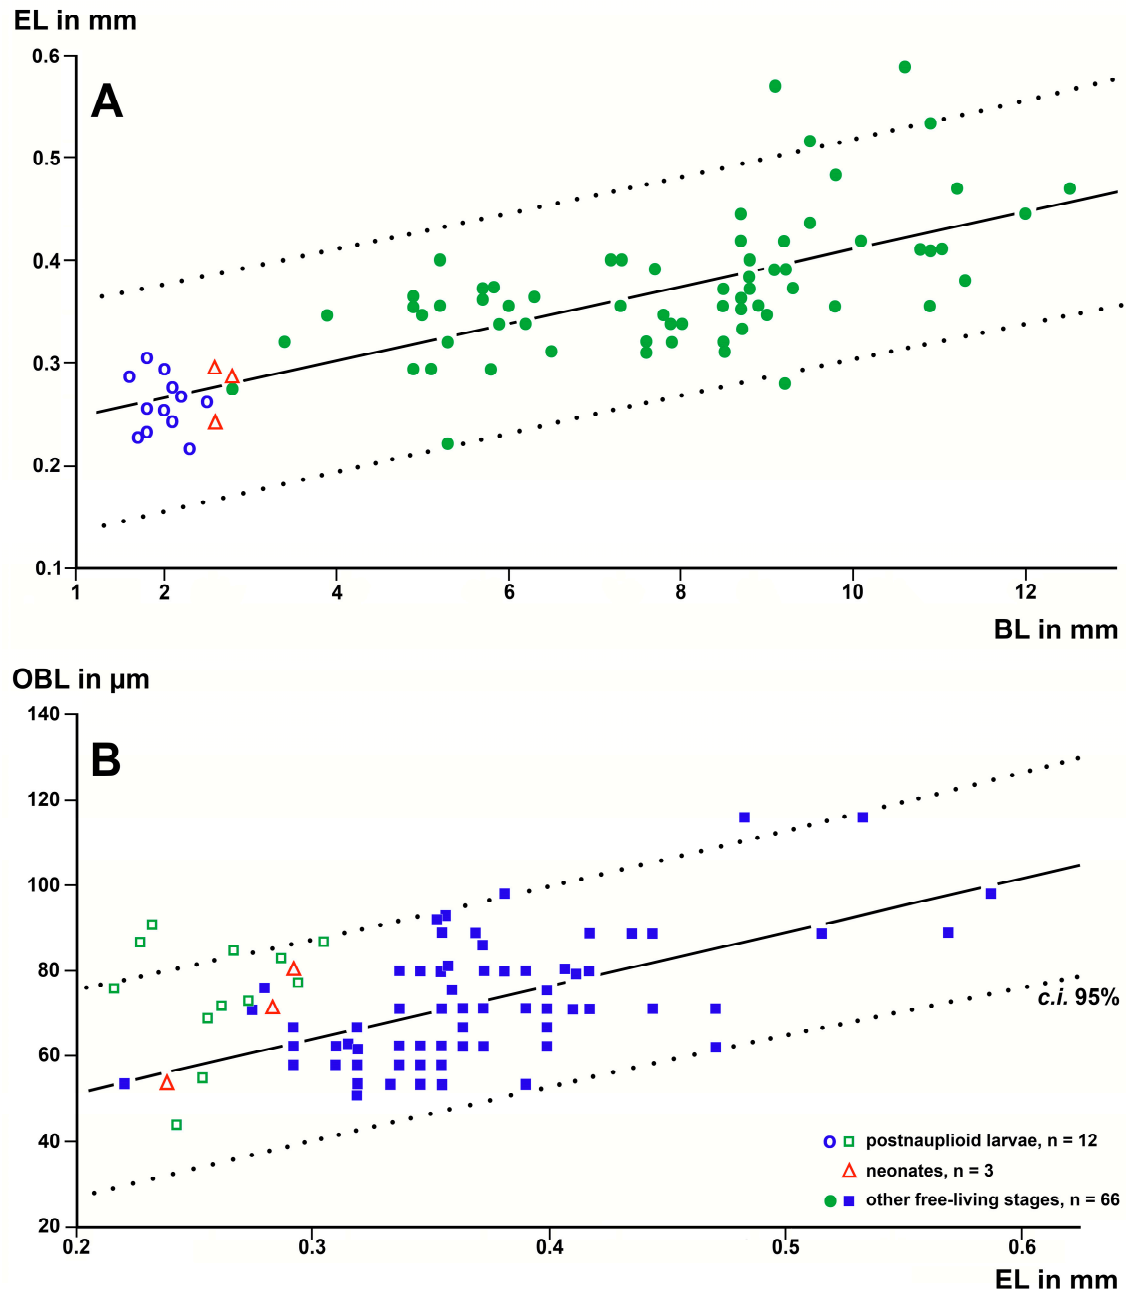 EL in mm
0.6
A
0.5
0.4
0.3
0.2
0.1
1 2 4 6 8 10 12
BL in mm
OBL in µm
140
B
120
100
80
c.i. 95%
60
40
postnauplioid larvae, n = 12
neonates, n = 3
other free-living stages, n = 66
20
0.2 0.3 0.4 0.5 0.6
EL in mm